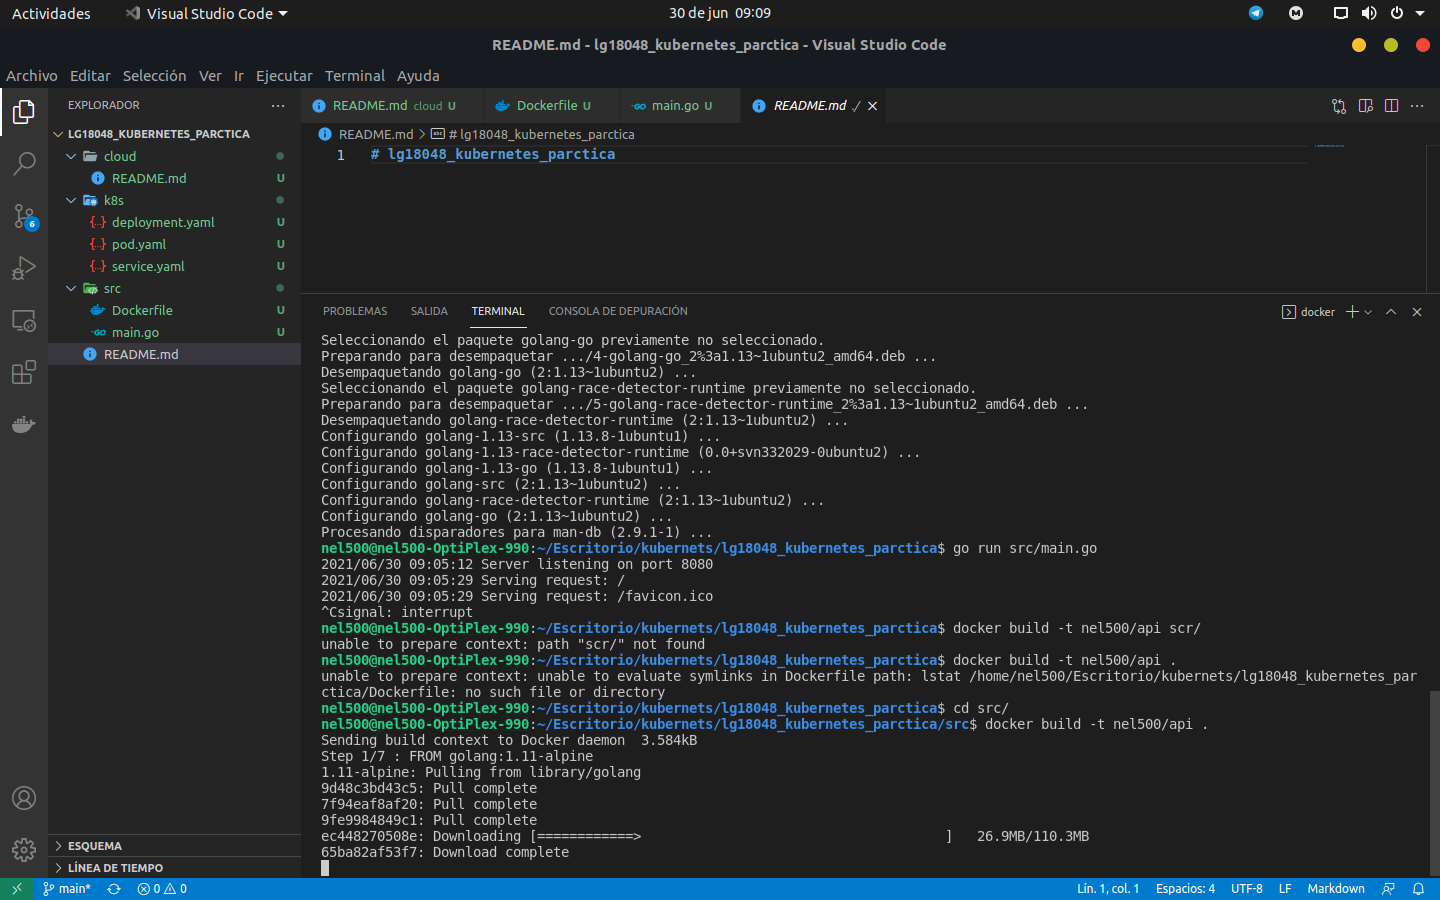 Actividades
Visual Studio Code
30 de jun  09:09
README.md - lg18048_kubernetes_parctica - Visual Studio Code
Archivo Editar Selección Ver Ir Ejecutar Terminal Ayuda
EXPLORADOR
LG18048_KUBERNETES_PARCTICA
cloud
README.md U
k8s
deployment.yaml U
pod.yaml U
service.yaml U
src
Dockerfile U
main.go U
README.md
ESQUEMA
LÍNEA DE TIEMPO
6
README.md cloud U
Dockerfile U
main.go U
README.md ./
README.md > # lg18048_kubernetes_parctica
1 # lg18048_kubernetes_parctica
PROBLEMAS SALIDA TERMINAL CONSOLA DE DEPURACIÓN
docker
Seleccionando el paquete golang-go previamente no seleccionado.
Preparando para desempaquetar .../4-golang-go_2%3a1.13~1ubuntu2_amd64.deb ...
Desempaquetando golang-go (2:1.13~1ubuntu2) ...
Seleccionando el paquete golang-race-detector-runtime previamente no seleccionado.
Preparando para desempaquetar .../5-golang-race-detector-runtime_2%3a1.13~1ubuntu2_amd64.deb ...
Desempaquetando golang-race-detector-runtime (2:1.13~1ubuntu2) ...
Configurando golang-1.13-src (1.13.8-1ubuntu1) ...
Configurando golang-1.13-race-detector-runtime (0.0+svn332029-0ubuntu2) ...
Configurando golang-1.13-go (1.13.8-1ubuntu1) ...
Configurando golang-src (2:1.13~1ubuntu2) ...
Configurando golang-race-detector-runtime (2:1.13~1ubuntu2) ...
Configurando golang-go (2:1.13~1ubuntu2) ...
Procesando disparadores para man-db (2.9.1-1) ...
nel500@nel500-OptiPlex-990:~/Escritorio/kubernets/lg18048_kubernetes_parctica$ go run src/main.go
2021/06/30 09:05:12 Server listening on port 8080
2021/06/30 09:05:29 Serving request: /
2021/06/30 09:05:29 Serving request: /favicon.ico
^Csignal: interrupt
nel500@nel500-OptiPlex-990:~/Escritorio/kubernets/lg18048_kubernetes_parctica$ docker build -t nel500/api scr/
unable to prepare context: path "scr/" not found
nel500@nel500-OptiPlex-990:~/Escritorio/kubernets/lg18048_kubernetes_parctica$ docker build -t nel500/api .
unable to prepare context: unable to evaluate symlinks in Dockerfile path: lstat /home/nel500/Escritorio/kubernets/lg18048_kubernetes_par
ctica/Dockerfile: no such file or directory
nel500@nel500-OptiPlex-990:~/Escritorio/kubernets/lg18048_kubernetes_parctica$ cd src/
nel500@nel500-OptiPlex-990:~/Escritorio/kubernets/lg18048_kubernetes_parctica/src$ docker build -t nel500/api .
Sending build context to Docker daemon  3.584kB
Step 1/7 : FROM golang:1.11-alpine
1.11-alpine: Pulling from library/golang
9d48c3bd43c5: Pull complete
7f94eaf8af20: Pull complete
9fe9984849c1: Pull complete
ec448270508e: Downloading [============>                                      ]   26.9MB/110.3MB
65ba82af53f7: Download complete
main* 0 0
Lín. 1, col. 1 Espacios: 4 UTF-8 LF Markdown